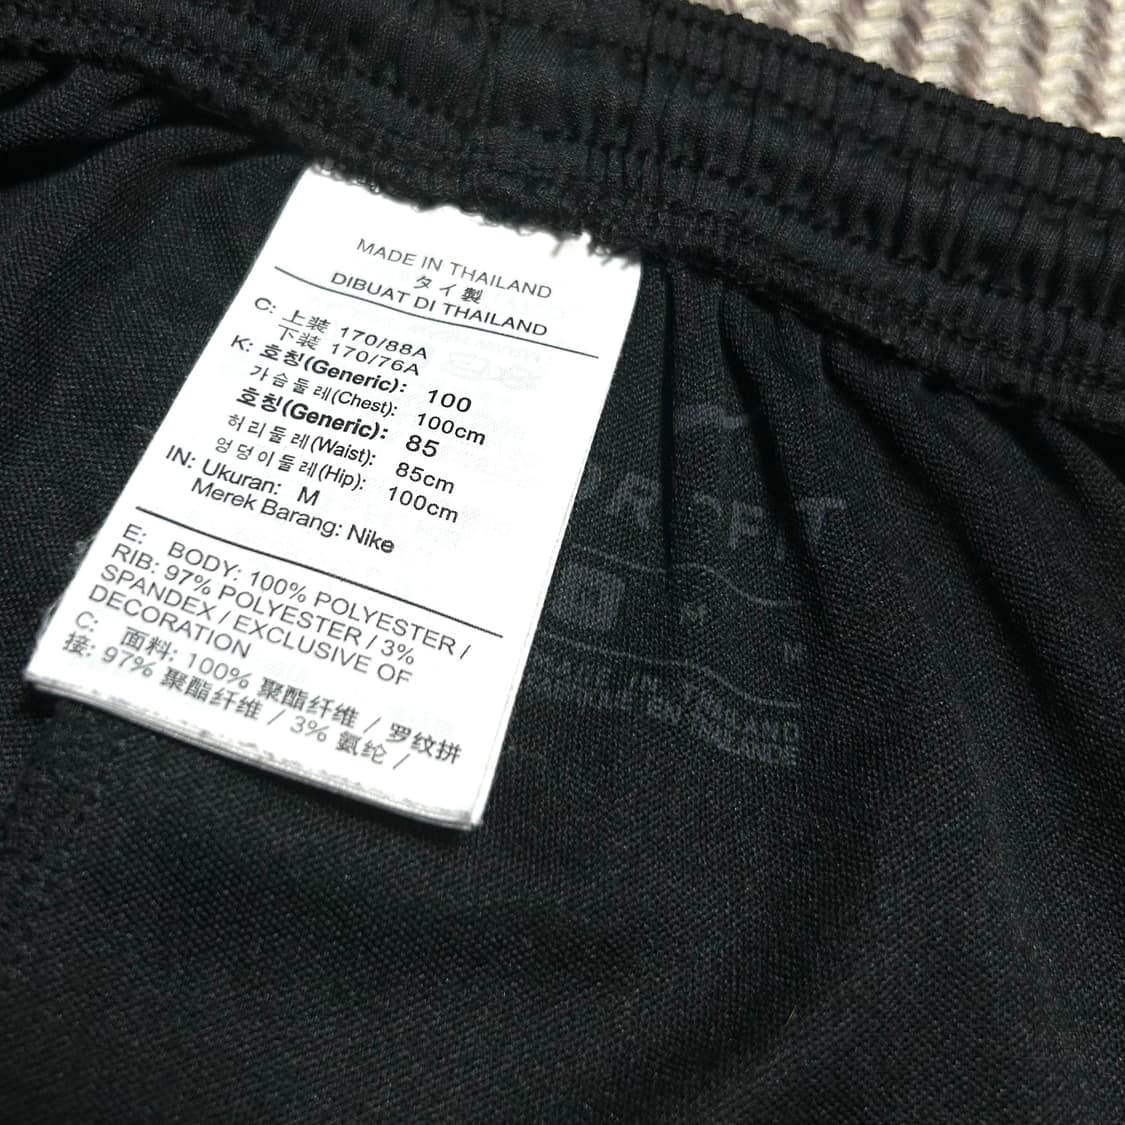 MADE IN THAILAND
タイ製
DIBUAT DI THAILAND
C: 上装 170/88A
下装 170/76A
K: 호칭(Generic): 100
가슴둘레(Chest): 100cm
호칭(Generic): 85
허리둘레(Waist): 85cm
엉덩이둘레(Hip): 100cm
IN: Ukuran: M
Merek Barang: Nike
E: BODY: 100% POLYESTER /
RIB: 97% POLYESTER / 3%
SPANDEX / EXCLUSIVE OF
DECORATION
C: 面料: 100% 聚酯纤维 / 罗纹拼
接: 97% 聚酯纤维 / 3% 氨纶 /